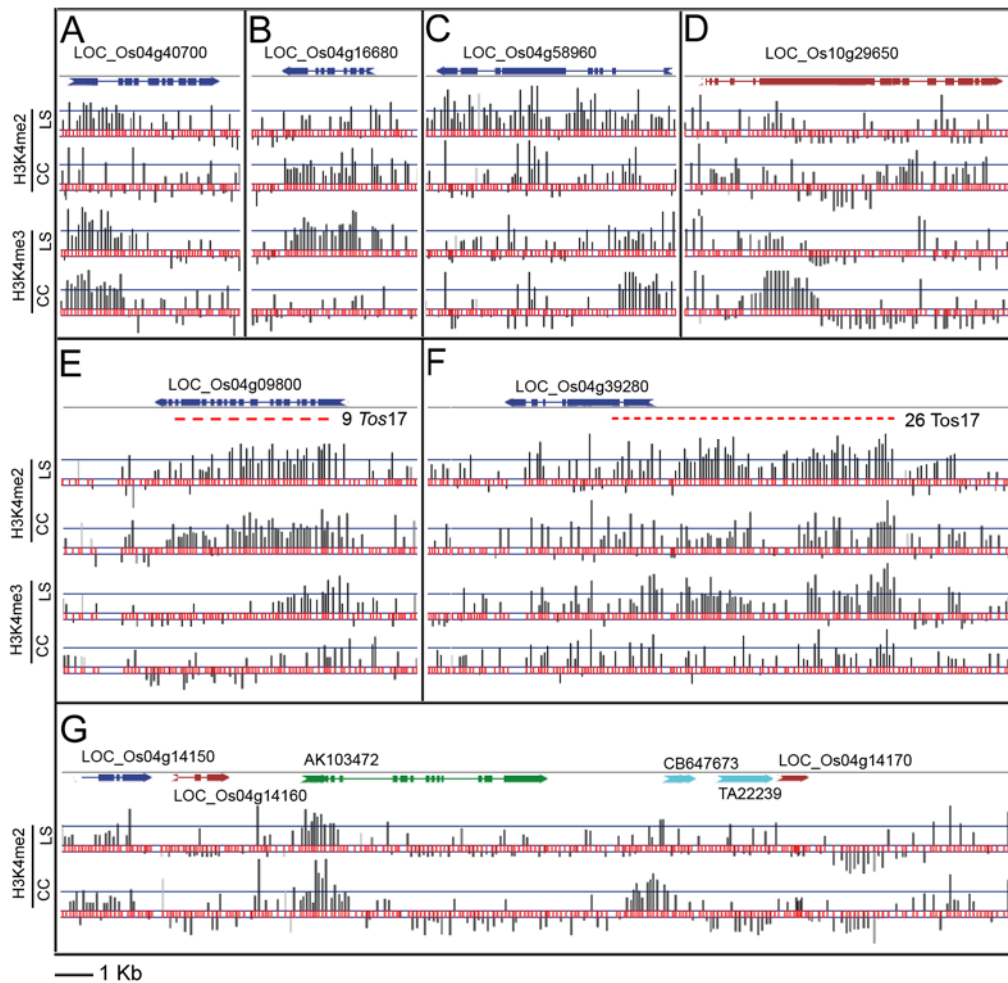 A
LOC_Os04g40700
B
LOC_Os04g16680
C
LOC_Os04g58960
D
LOC_Os10g29650
H3K4me2
LS
CC
H3K4me3
LS
CC
E
LOC_Os04g09800
9 Tos17
F
LOC_Os04g39280
26 Tos17
H3K4me2
LS
CC
H3K4me3
LS
CC
G
LOC_Os04g14150
LOC_Os04g14160
AK103472
CB647673
TA22239
LOC_Os04g14170
H3K4me2
LS
CC
1 Kb